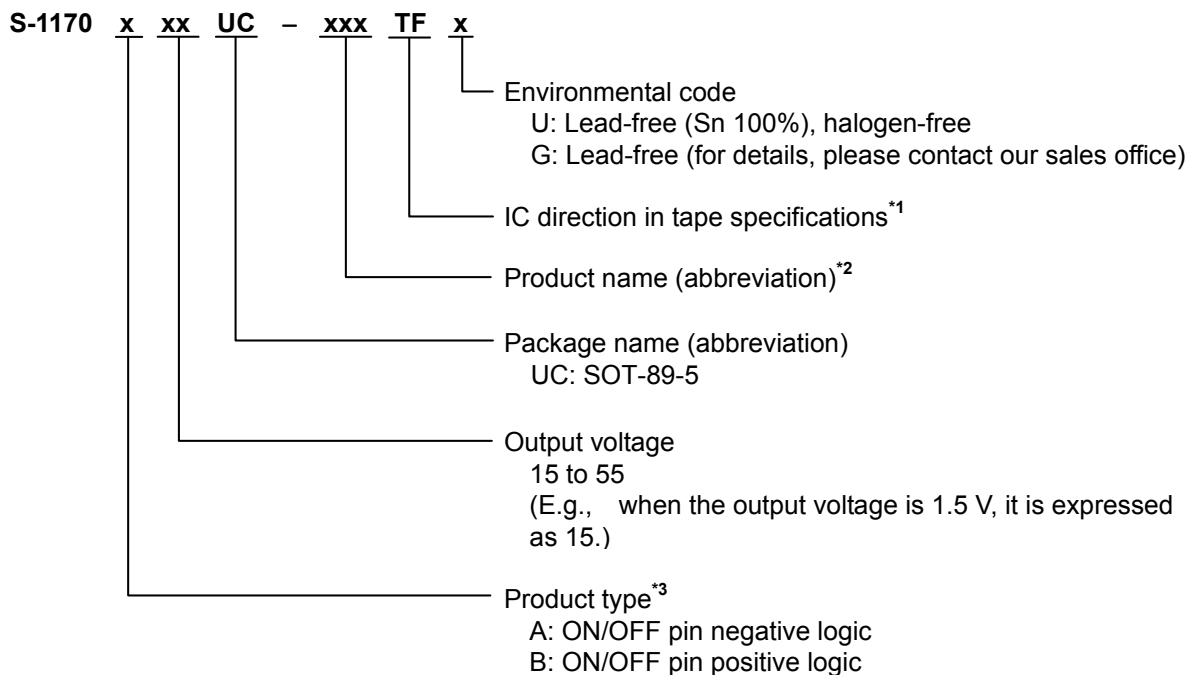 S-1170 x xx UC – xxx TF x
Environmental code
U: Lead-free (Sn 100%), halogen-free
G: Lead-free (for details, please contact our sales office)
IC direction in tape specifications*1
Product name (abbreviation)*2
Package name (abbreviation)
UC: SOT-89-5
Output voltage
15 to 55
(E.g., when the output voltage is 1.5 V, it is expressed
as 15.)
Product type*3
A: ON/OFF pin negative logic
B: ON/OFF pin positive logic